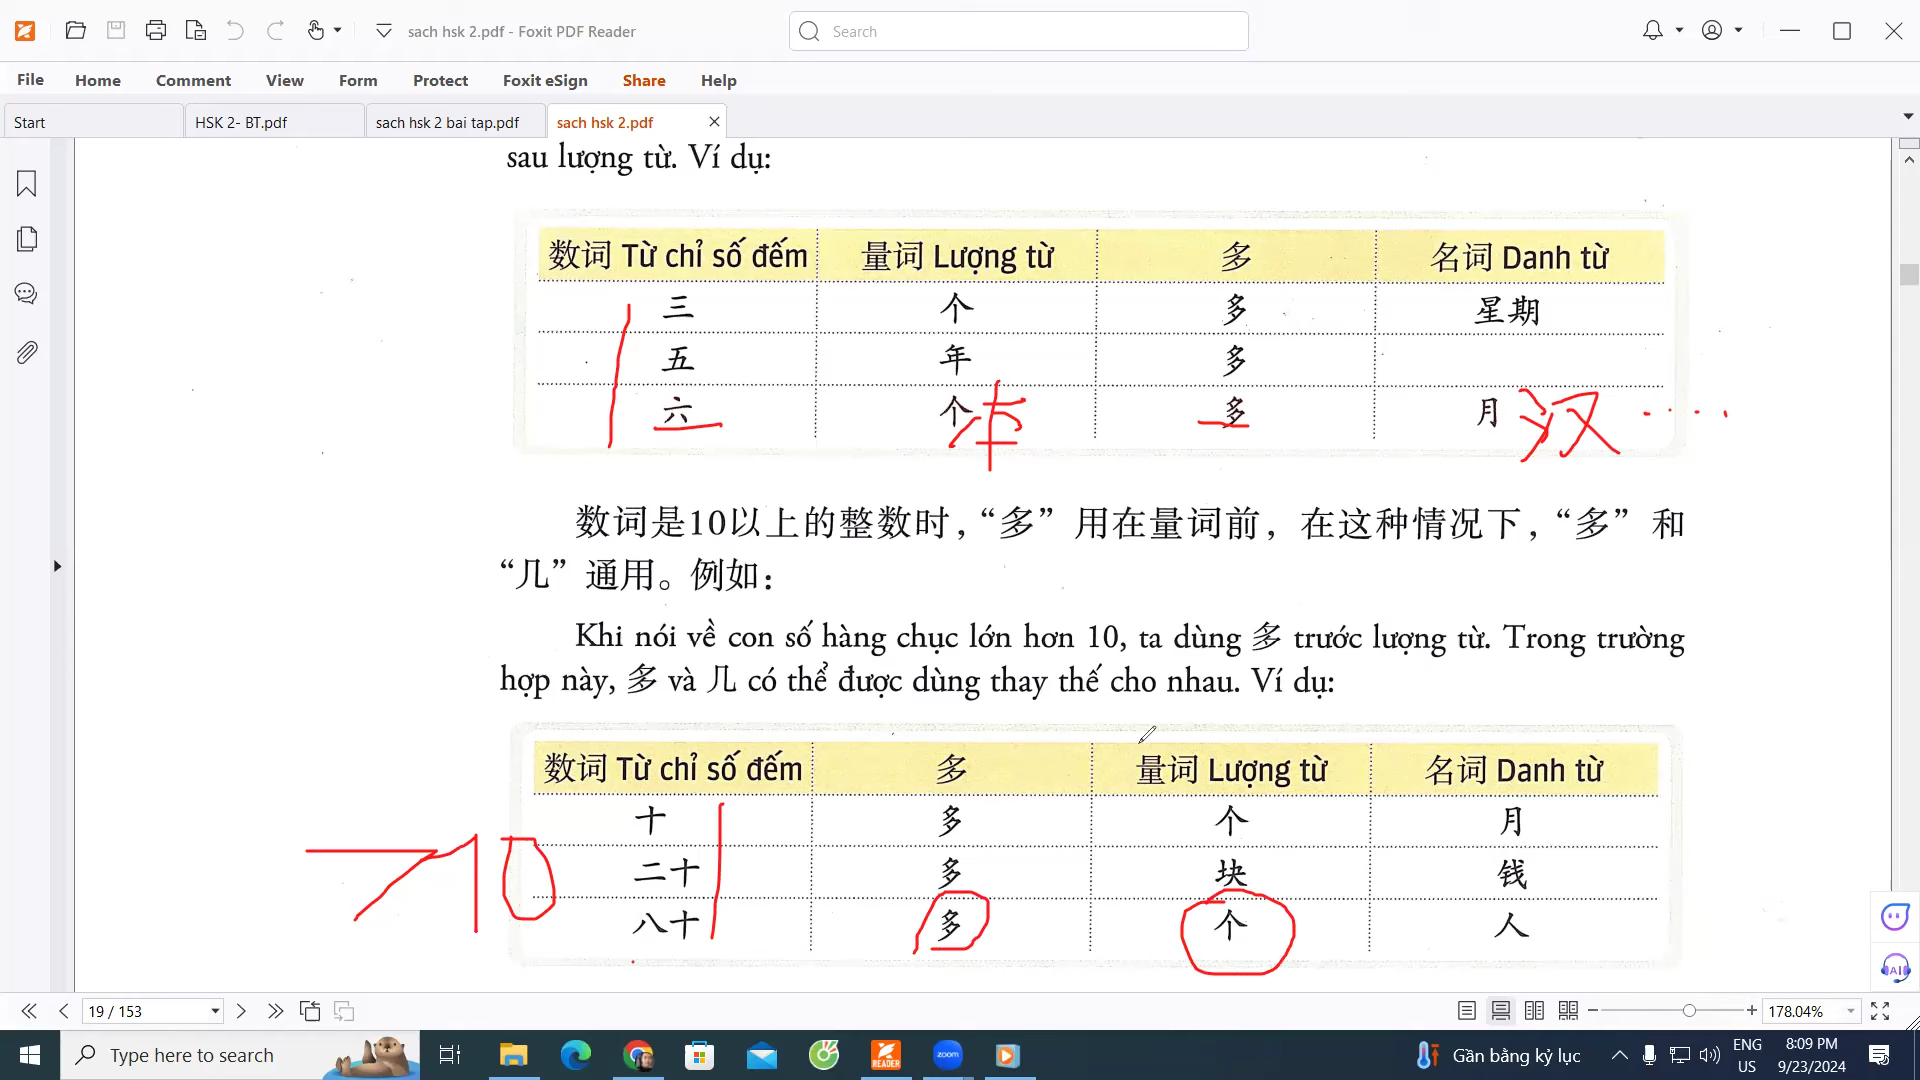 sach hsk 2.pdf - Foxit PDF Reader
Search
File Home Comment View Form Protect Foxit eSign Share Help
Start HSK 2- BT.pdf sach hsk 2 bai tap.pdf sach hsk 2.pdf
sau lượng từ. Ví dụ:
数词 Từ chỉ số đếm 量词 Lượng từ 多 名词 Danh từ
三 个 多 星期
五 年 多
六 个 本 多 月 汉 .....
数词是10以上的整数时，“多”用在量词前，在这种情况下，“多”和
“几”通用。例如：
Khi nói về con số hàng chục lớn hơn 10, ta dùng 多 trước lượng từ. Trong trường
hợp này, 多 và 几 có thể được dùng thay thế cho nhau. Ví dụ:
数词 Từ chỉ số đếm 多 量词 Lượng từ 名词 Danh từ
十 多 个 月
二十 多 块 钱
八十 多 个 人
10
AI
19 / 153 178.04%
Type here to search
READER
zoom
Gần bằng kỷ lục
ENG
US
8:09 PM
9/23/2024